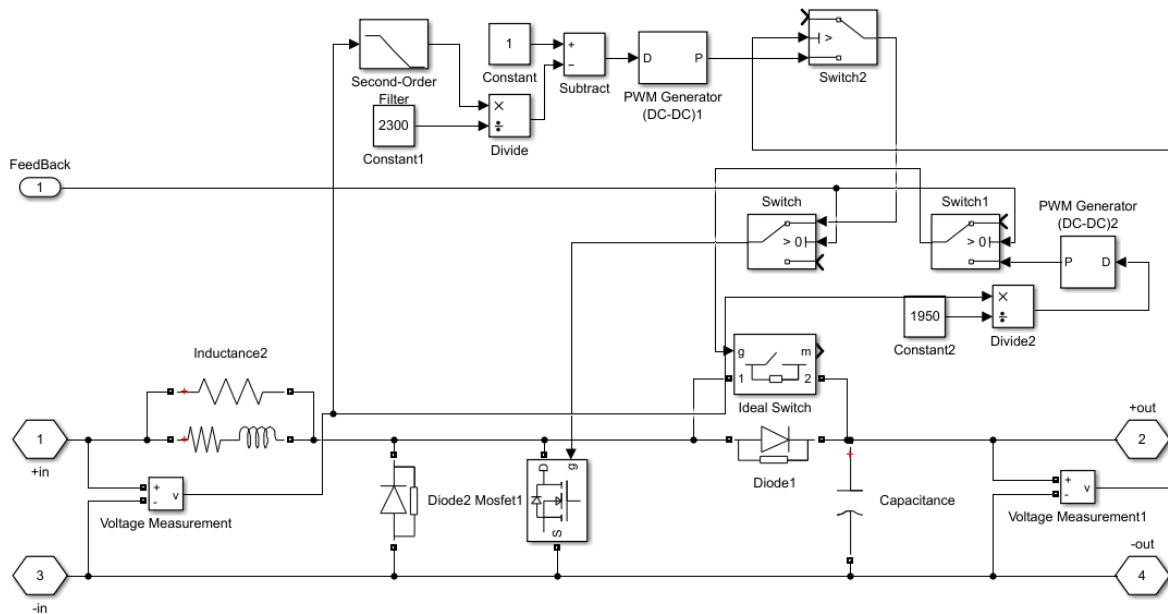 Second-Order
Filter
1
Constant
+
−
Subtract
D
P
PWM Generator
(DC-DC)1
>
Switch2
2300
Constant1
×
÷
Divide
FeedBack
1
Switch
> 0
Switch1
> 0
PWM Generator
(DC-DC)2
P
D
1950
Constant2
×
÷
Divide2
Inductance2
g
m
1
2
Ideal Switch
1
+in
+
-
v
Voltage Measurement
Diode2
Mosfet1
D
g
S
Diode1
+
Capacitance
+out
2
+
-
v
Voltage Measurement1
3
-in
-out
4